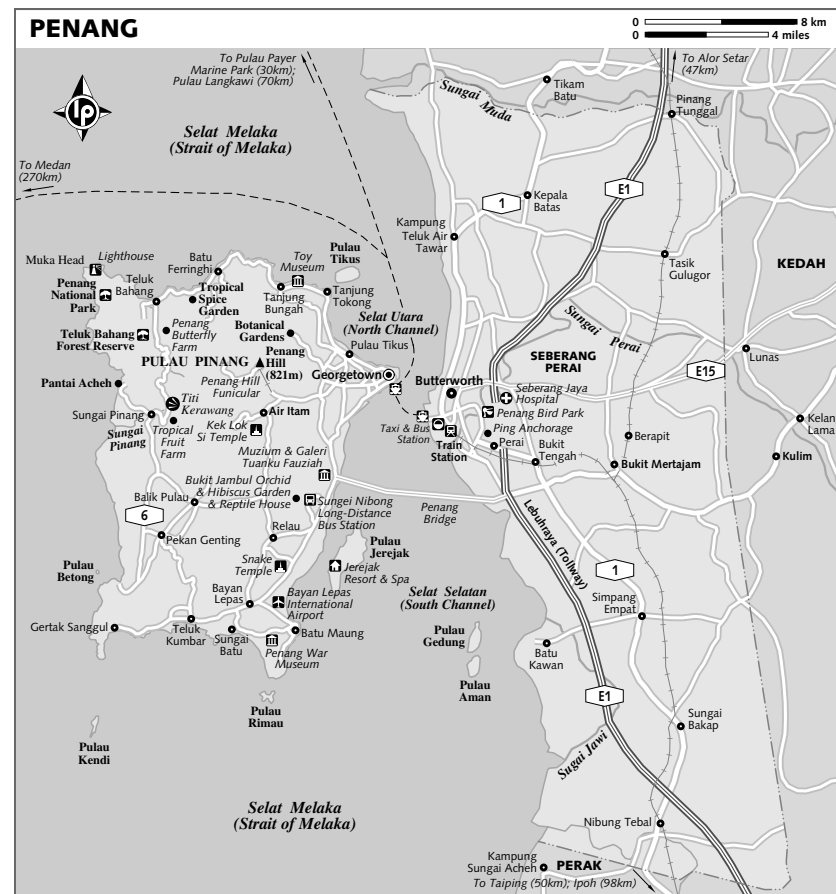 PENANG
0 8 km
0 4 miles
To Pulau Payer
Marine Park (30km);
Pulau Langkawi (70km)
To Alor Setar
(47km)
Tikam
Batu
Sungai Muda
Pinang
Tunggal
lp
Selat Melaka
(Strait of Melaka)
To Medan
(270km)
E1
1
Kepala
Batas
Kampung
Teluk Air
Tawar
Tasik
Gulugor
KEDAH
Muka Head
Lighthouse
Batu
Ferringhi
Toy
Museum
Pulau
Tikus
Penang
National
Park
Teluk
Bahang
Tropical
Spice
Garden
Tanjung
Bungah
Tanjung
Tokong
Selat Utara
(North Channel)
Sungai Perai
Teluk Bahang
Forest Reserve
Penang
Butterfly
Farm
Botanical
Gardens
Pulau Tikus
PULAU PINANG
Penang
Hill
(821m)
SEBERANG
PERAI
Lunas
E15
Pantai Acheh
Penang Hill
Funicular
Georgetown
Butterworth
Seberang Jaya
Hospital
Titi
Kerawang
Penang Bird Park
Sungai Pinang
Air Itam
Taxi & Bus
Station
Ping Anchorage
Kelan
Lama
Sungai
Pinang
Tropical
Fruit
Farm
Kek Lok
Si Temple
Train
Station
Perai
Berapit
Muzium & Galeri
Tuanku Fauziah
Bukit
Tengah
Bukit Mertajam
Kulim
Bukit Jambul Orchid
& Hibiscus Garden
& Reptile House
Balik Pulau
Sungei Nibong
Long-Distance
Bus Station
Penang
Bridge
6
Relau
Lebuhraya (Tollway)
Pekan Genting
Pulau
Jerejak
Pulau
Betong
Snake
Temple
Jerejak
Resort & Spa
1
Selat Selatan
(South Channel)
Bayan
Lepas
Bayan Lepas
International
Airport
Simpang
Empat
Gertak Sanggul
Teluk
Kumbar
Sungai
Batu
Batu Maung
Pulau
Gedung
Batu
Kawan
Penang War
Museum
Pulau
Aman
E1
Pulau
Rimau
Sungai
Bakap
Pulau
Kendi
Sugai Jawi
Selat Melaka
(Strait of Melaka)
Nibung Tebal
Kampung
Sungai Acheh
PERAK
To Taiping (50km); Ipoh (98km)